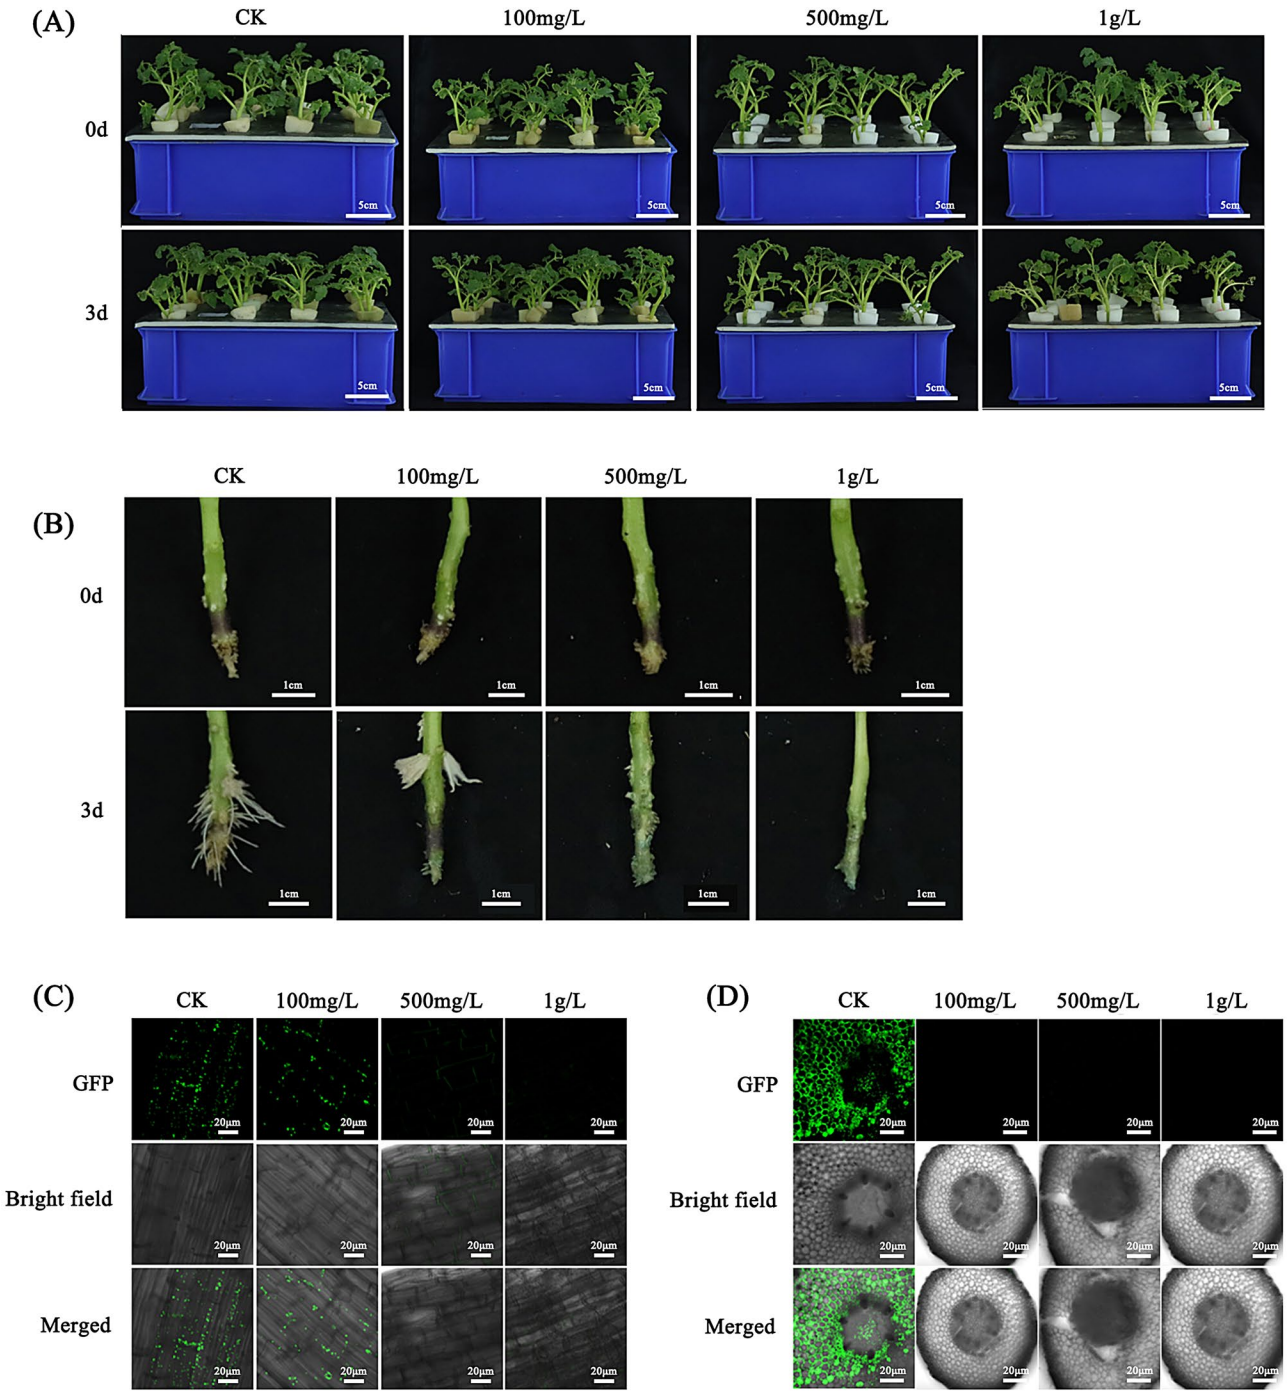 (A)
CK 100mg/L 500mg/L 1g/L
0d
5cm 5cm 5cm 5cm
3d
5cm 5cm 5cm 5cm
CK 100mg/L 500mg/L 1g/L
(B)
0d
1cm 1cm 1cm 1cm
3d
1cm 1cm 1cm 1cm
(C)
CK 100mg/L 500mg/L 1g/L
GFP
20μm 20μm 20μm 20μm
Bright field
20μm 20μm 20μm 20μm
Merged
20μm 20μm 20μm 20μm
(D)
CK 100mg/L 500mg/L 1g/L
GFP
20μm 20μm 20μm 20μm
Bright field
20μm 20μm 20μm 20μm
Merged
20μm 20μm 20μm 20μm